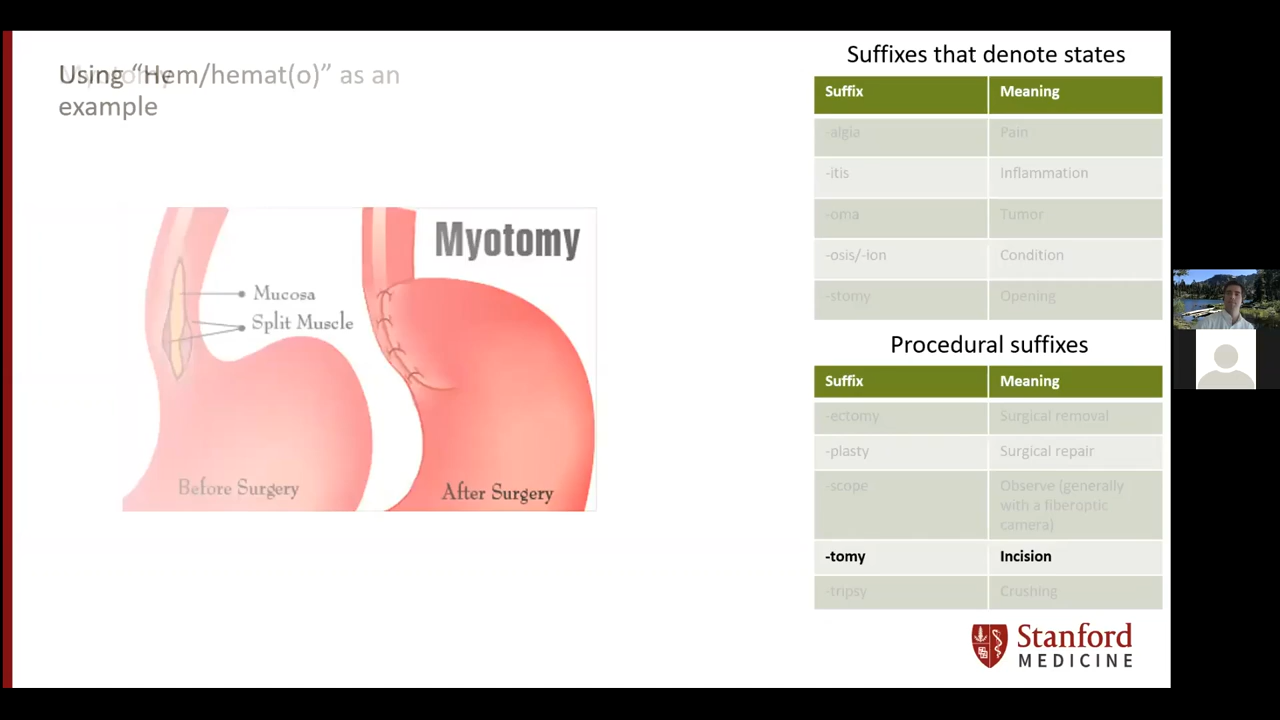 Using “Hem/hemat(o)” as an
example
Myotomy
Myotomy
Mucosa
Split Muscle
Before Surgery
After Surgery
Suffixes that denote states
Suffix Meaning
-algia Pain
-itis Inflammation
-oma Tumor
-osis/-ion Condition
-stomy Opening
Procedural suffixes
Suffix Meaning
-ectomy Surgical removal
-plasty Surgical repair
-scope Observe (generally
with a fiberoptic
camera)
-tomy Incision
-tripsy Crushing
Stanford
MEDICINE